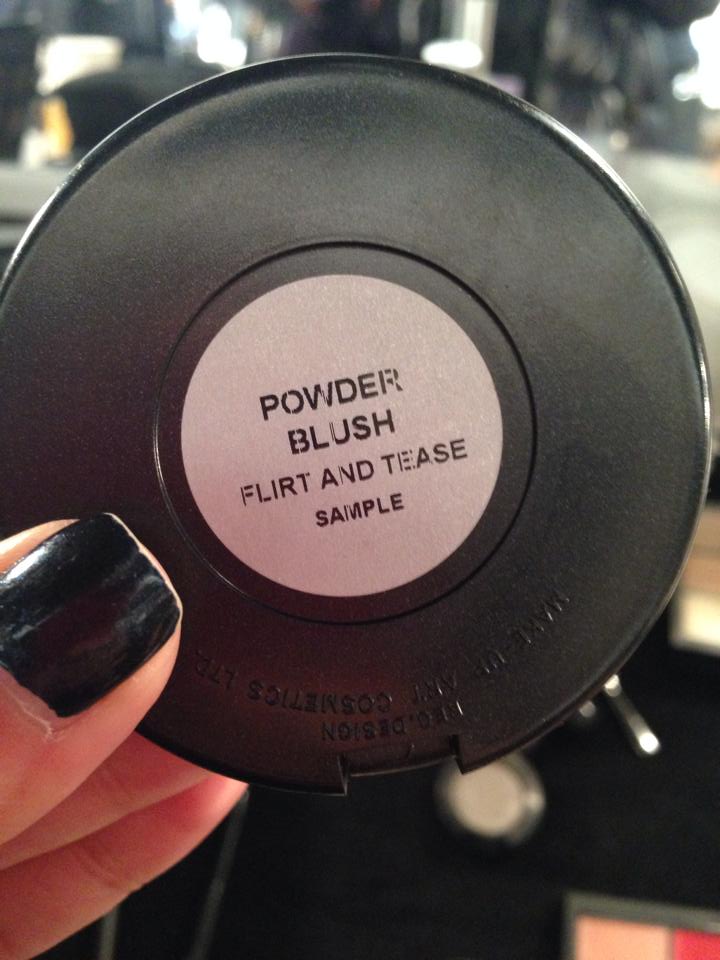 POWDER
BLUSH
FLIRT AND TEASE
SAMPLE
MAKE-UP ART COSMETICS LTD.
REG. DESIGN